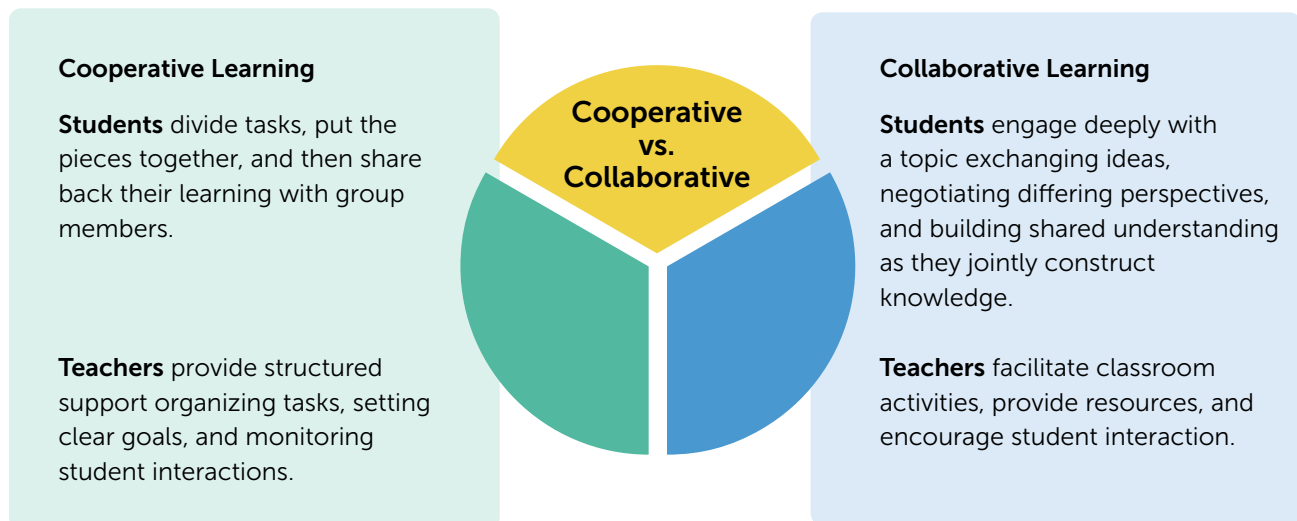 Cooperative Learning
Students divide tasks, put the
pieces together, and then share
back their learning with group
members.
Teachers provide structured
support organizing tasks, setting
clear goals, and monitoring
student interactions.
Cooperative
vs.
Collaborative
Collaborative Learning
Students engage deeply with
a topic exchanging ideas,
negotiating differing perspectives,
and building shared understanding
as they jointly construct
knowledge.
Teachers facilitate classroom
activities, provide resources, and
encourage student interaction.